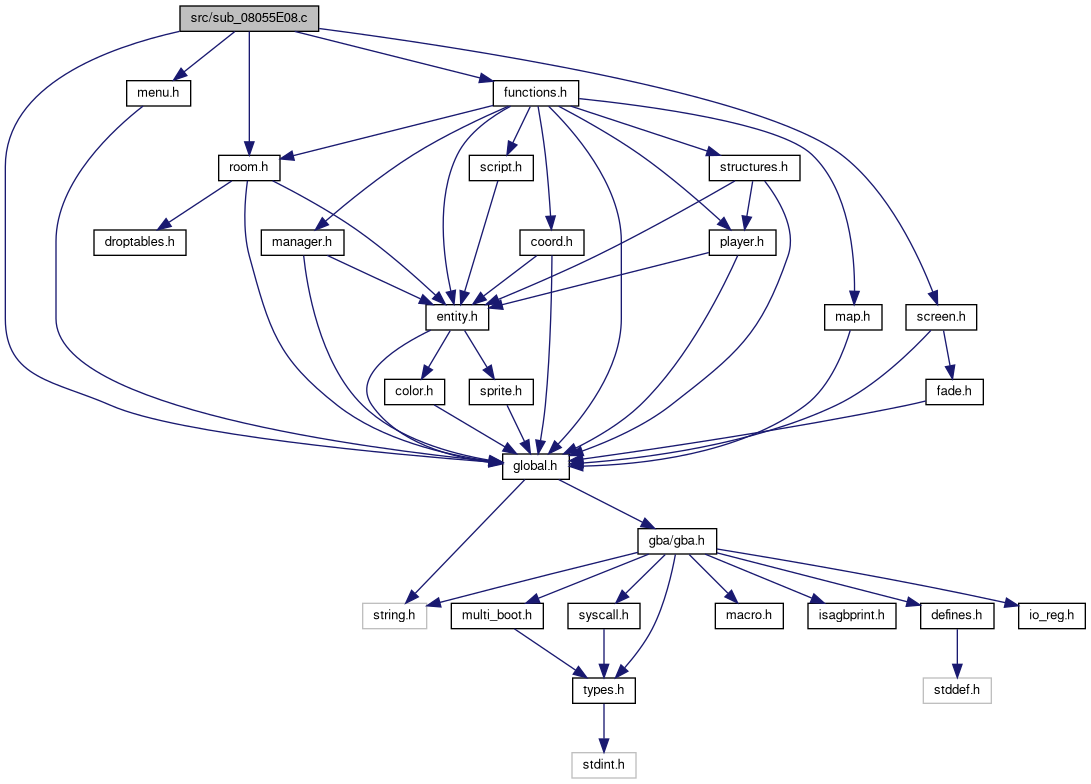 src/sub_08055E08.c
menu.h
functions.h
room.h
script.h
structures.h
droptables.h
manager.h
coord.h
player.h
entity.h
map.h
screen.h
color.h
sprite.h
fade.h
global.h
gba/gba.h
string.h
multi_boot.h
syscall.h
macro.h
isagbprint.h
defines.h
io_reg.h
types.h
stddef.h
stdint.h